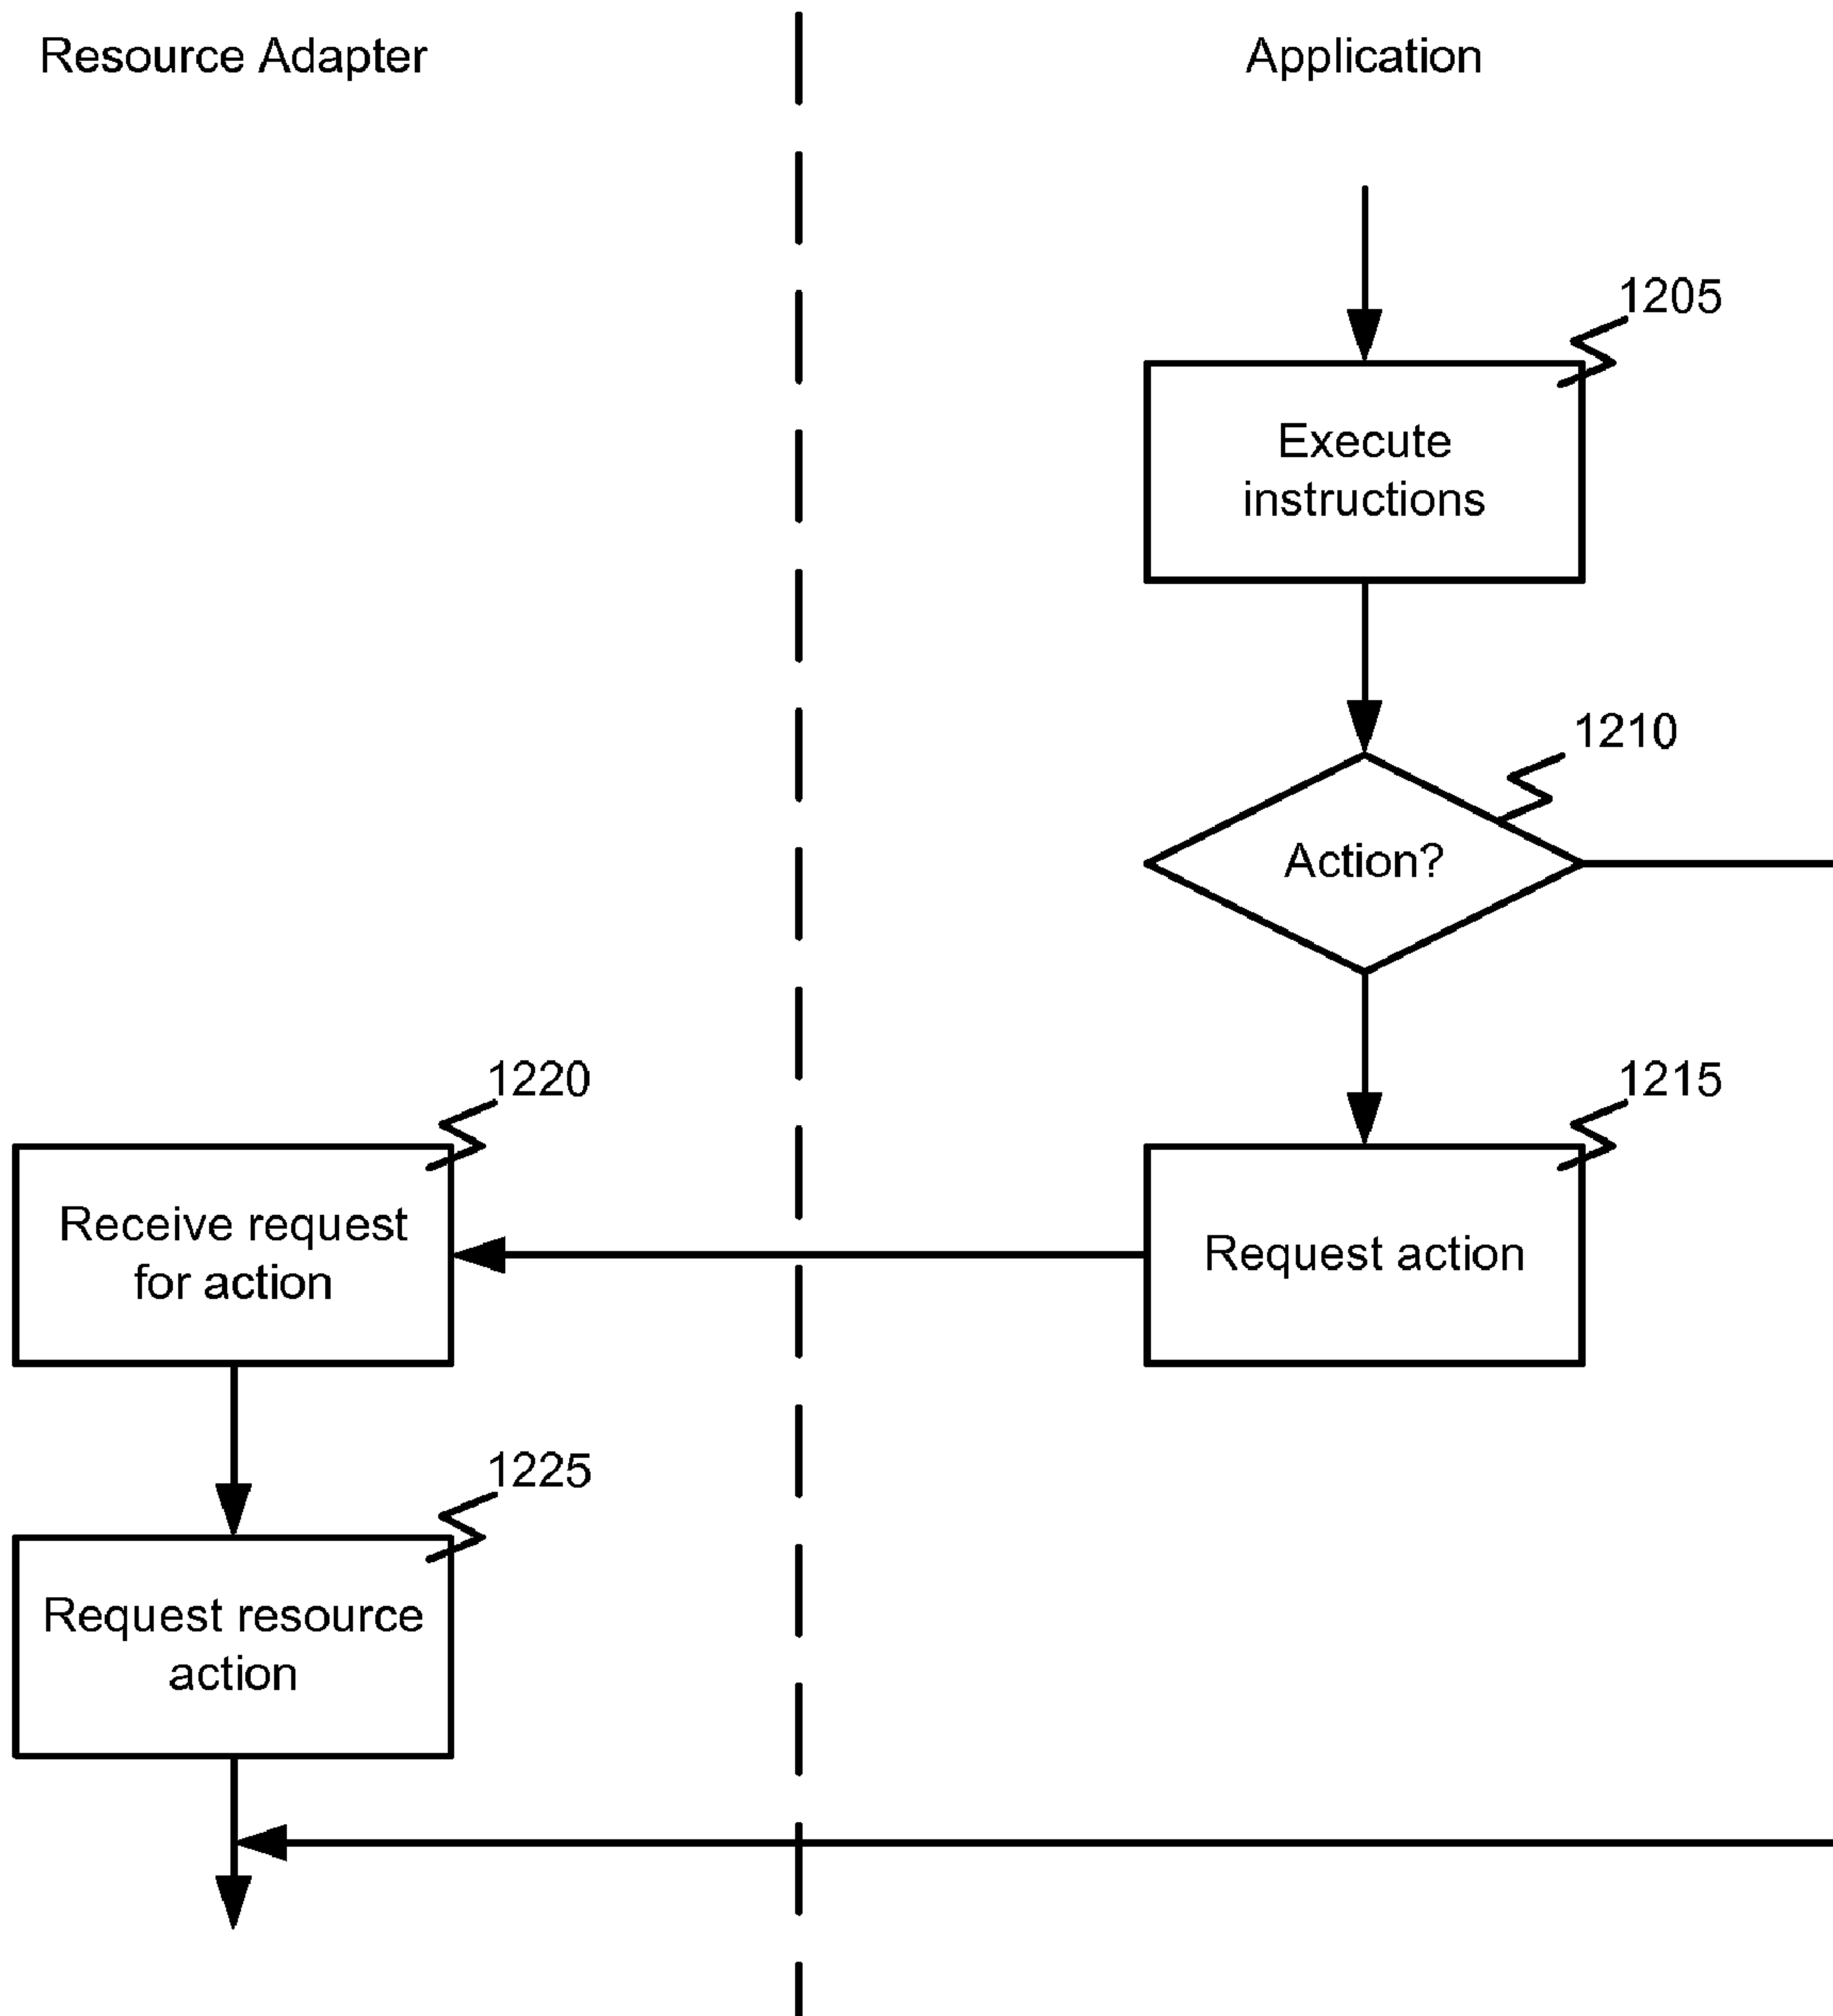 Resource Adapter
Application
1205
Execute
instructions
1210
Action?
1220
1215
Receive request
for action
Request action
1225
Request resource
action